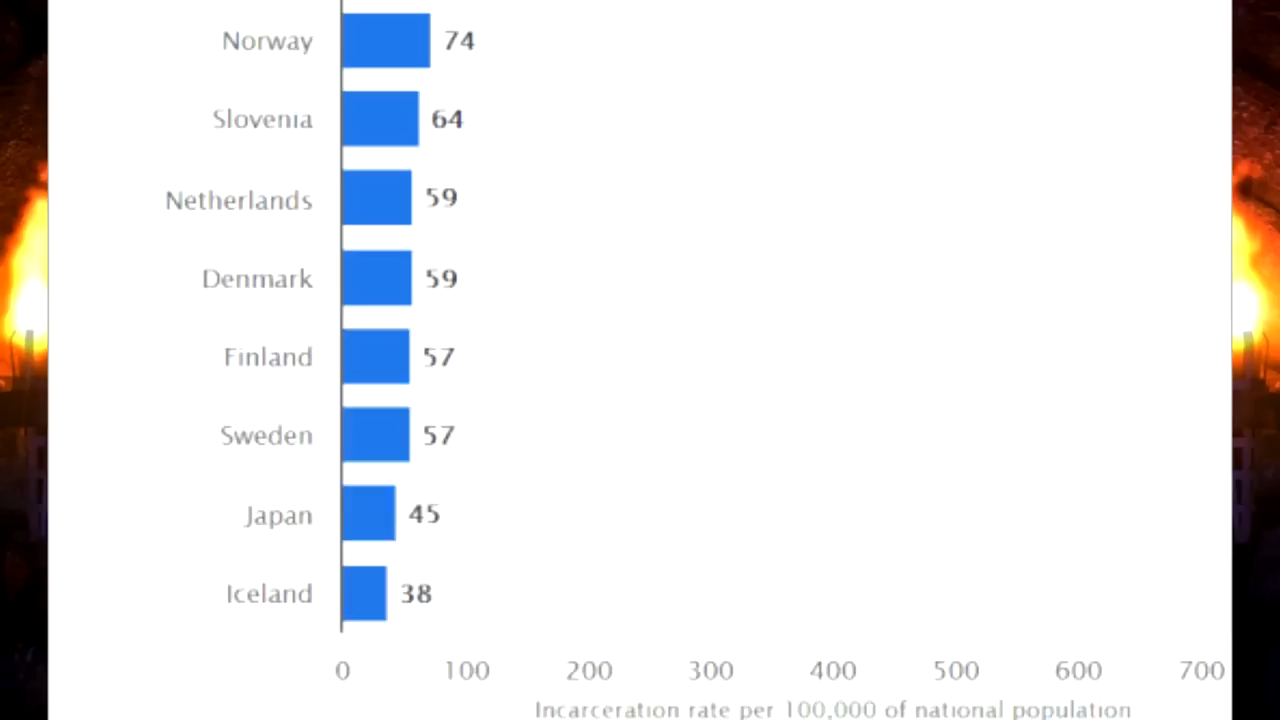 Norway 74
Slovenia 64
Netherlands 59
Denmark 59
Finland 57
Sweden 57
Japan 45
Iceland 38
0 100 200 300 400 500 600 700
Incarceration rate per 100,000 of national population